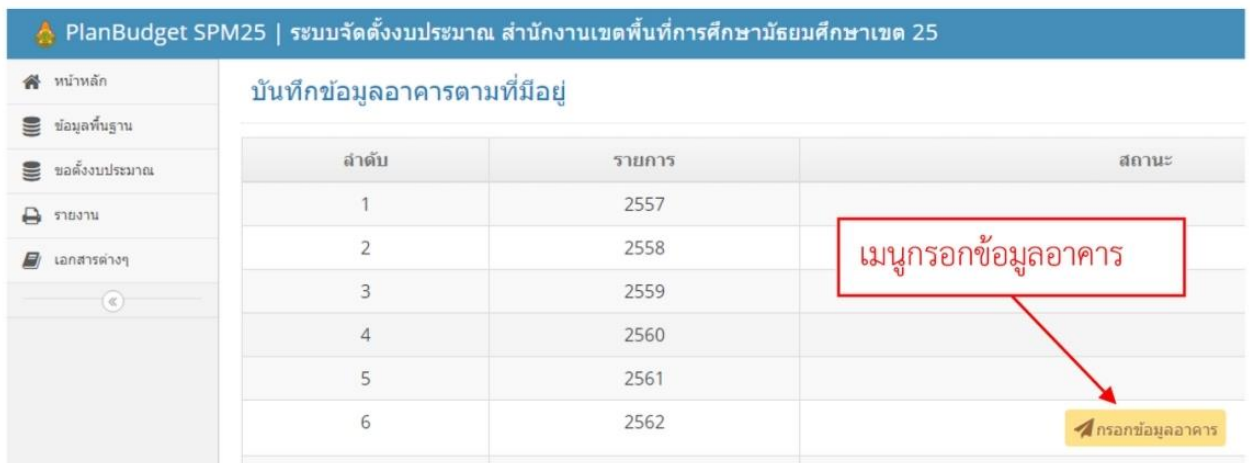 PlanBudget SPM25 | ระบบจัดตั้งงบประมาณ สำนักงานเขตพื้นที่การศึกษามัธยมศึกษาเขต 25
หน้าหลัก
ข้อมูลพื้นฐาน
ขอตั้งงบประมาณ
รายงาน
เอกสารต่างๆ
บันทึกข้อมูลอาคารตามที่มีอยู่
ลำดับ รายการ สถานะ
1 2557
2 2558
3 2559
4 2560
5 2561
6 2562 กรอกข้อมูลอาคาร
เมนูกรอกข้อมูลอาคาร